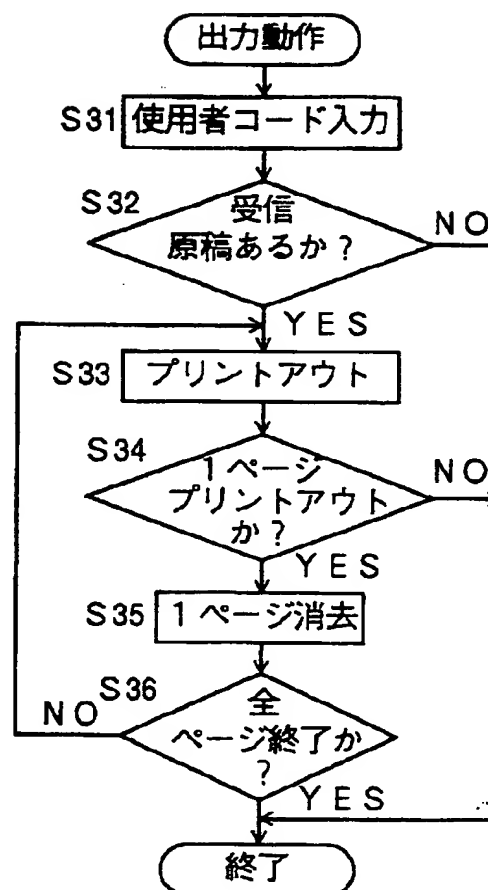 出力動作
S31 使用者コード入力
S32
受信
原稿あるか?
NO
YES
S33 プリントアウト
S34
1ページ
プリントアウト
か?
NO
YES
S35 1ページ消去
S36
全
ページ終了か
?
NO
YES
終了